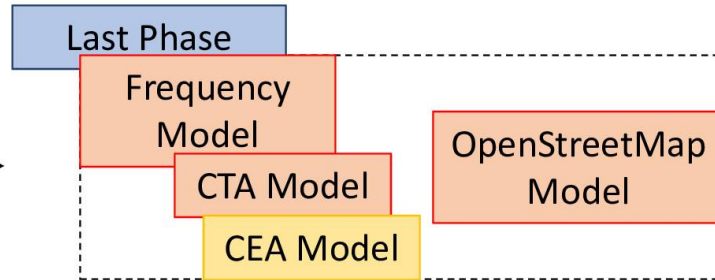 Last Phase
Frequency
Model
CTA Model
CEA Model
OpenStreetMap
Model